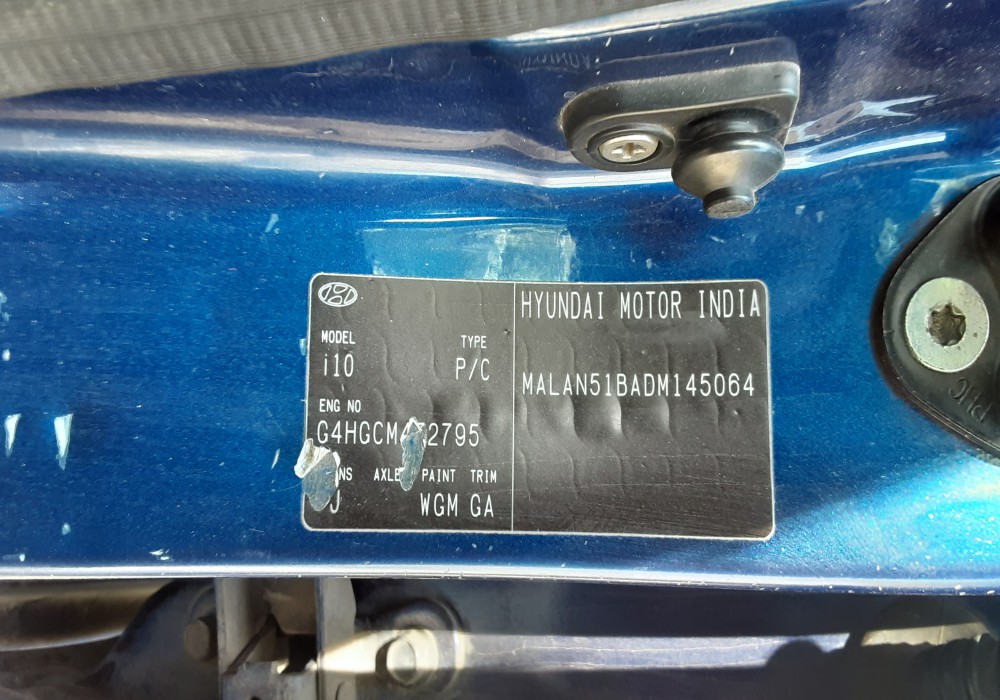 MODEL
TYPE
i10
P/C
ENG NO
AXLE PAINT TRIM
WGM GA
HYUNDAI MOTOR INDIA
MALAN51BADM145064